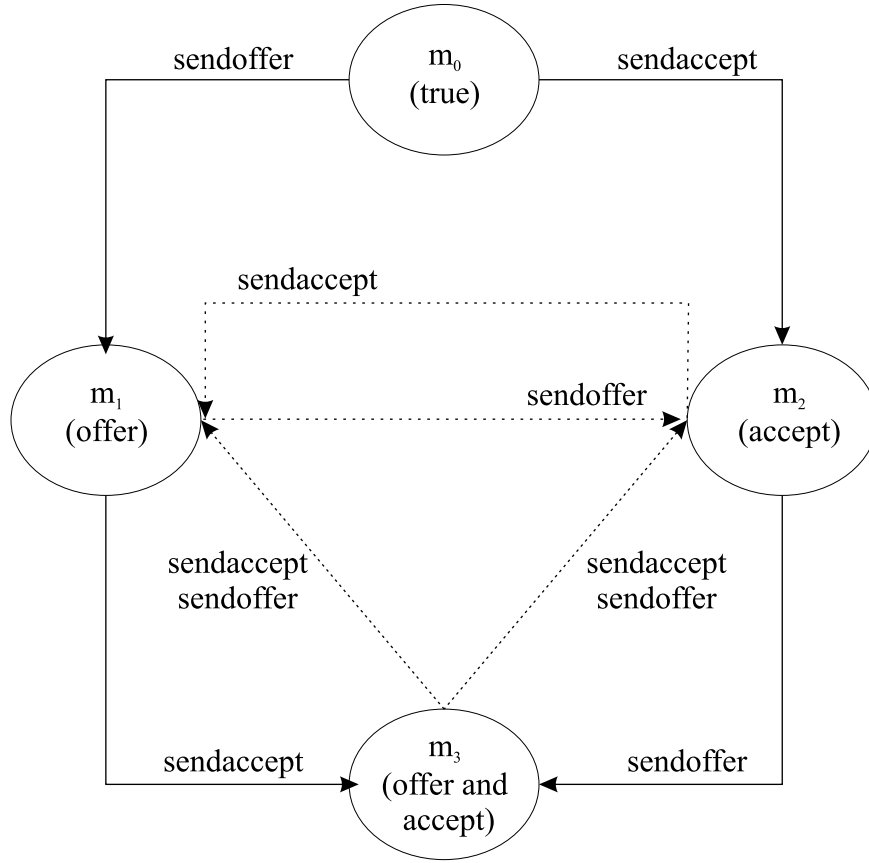 sendoffer
m₀
(true)
sendaccept
sendaccept
m₁
(offer)
sendoffer
m₂
(accept)
sendaccept
sendoffer
sendaccept
sendoffer
sendaccept
m₃
(offer and
accept)
sendoffer